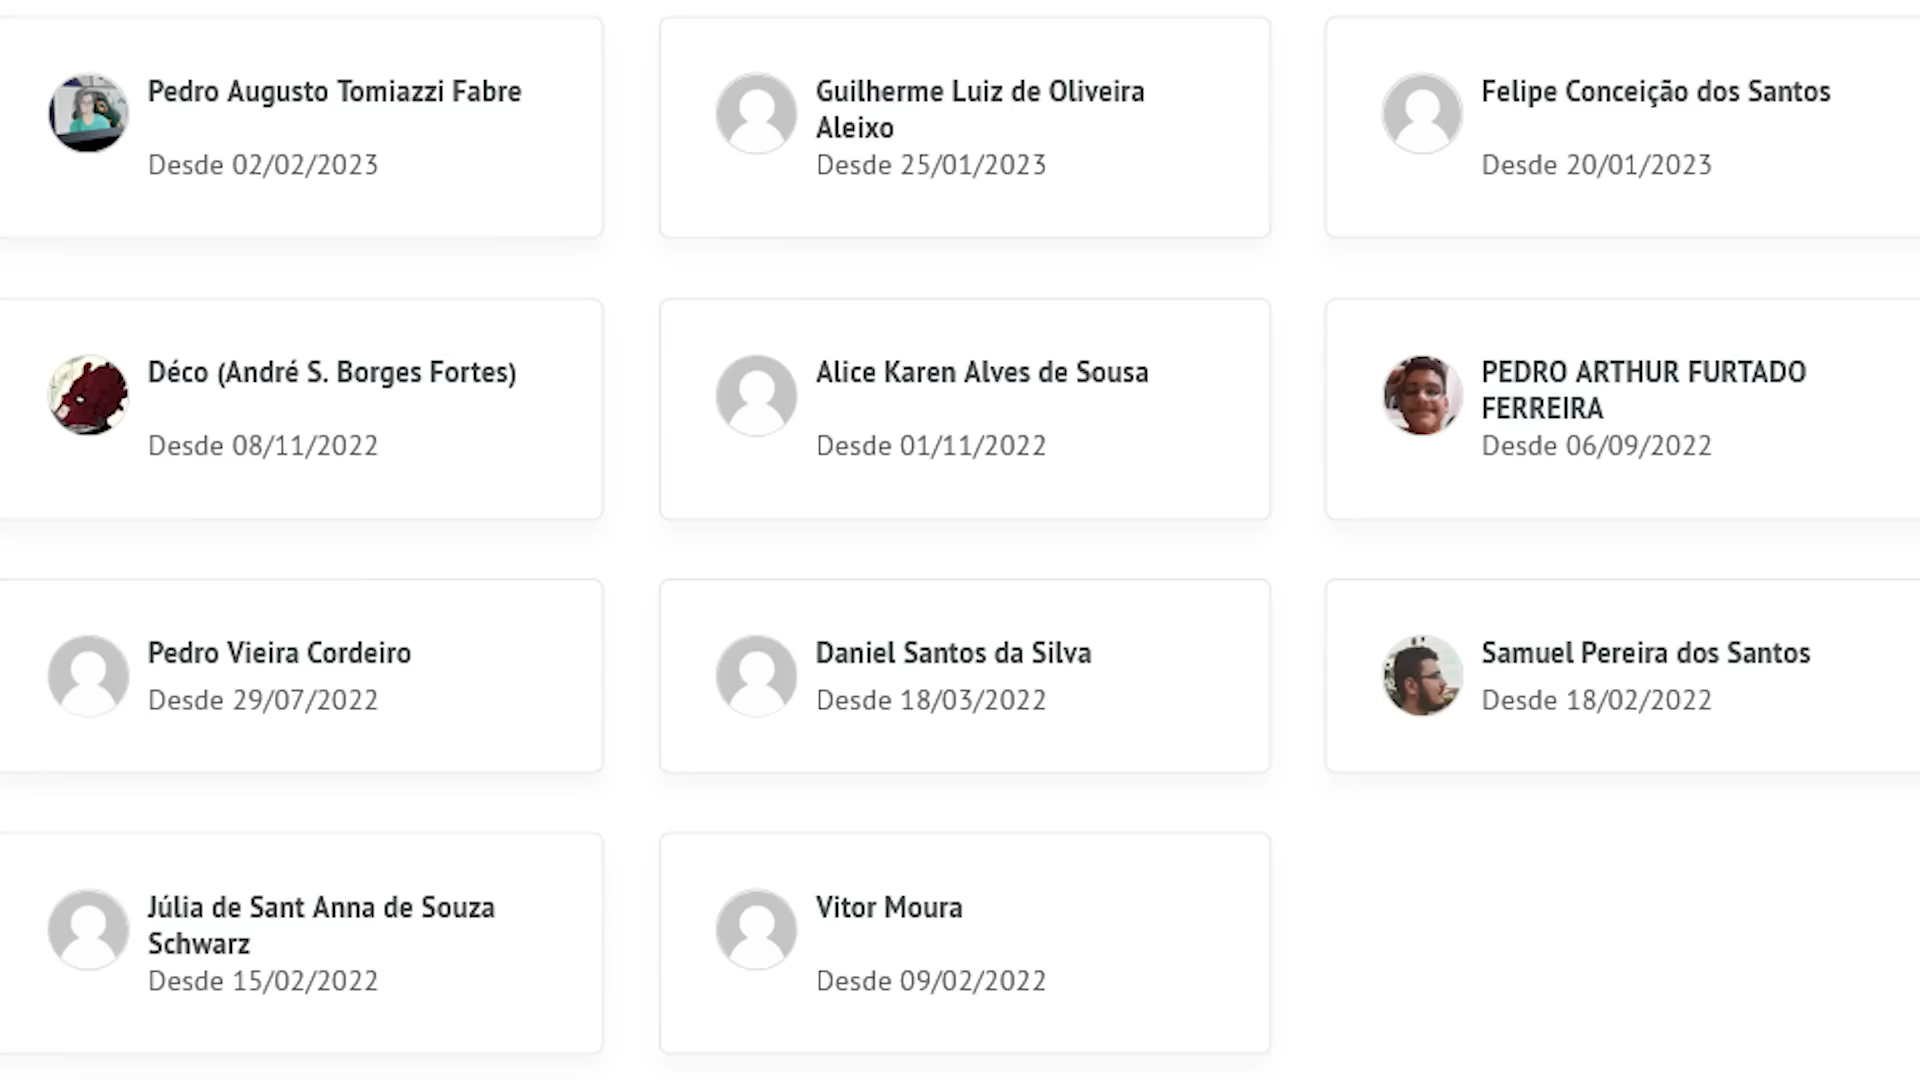 Pedro Augusto Tomiazzi Fabre
Desde 02/02/2023
Guilherme Luiz de Oliveira
Aleixo
Desde 25/01/2023
Felipe Conceição dos Santos
Desde 20/01/2023
Déco (André S. Borges Fortes)
Desde 08/11/2022
Alice Karen Alves de Sousa
Desde 01/11/2022
PEDRO ARTHUR FURTADO
FERREIRA
Desde 06/09/2022
Pedro Vieira Cordeiro
Desde 29/07/2022
Daniel Santos da Silva
Desde 18/03/2022
Samuel Pereira dos Santos
Desde 18/02/2022
Júlia de Sant Anna de Souza
Schwarz
Desde 15/02/2022
Vitor Moura
Desde 09/02/2022